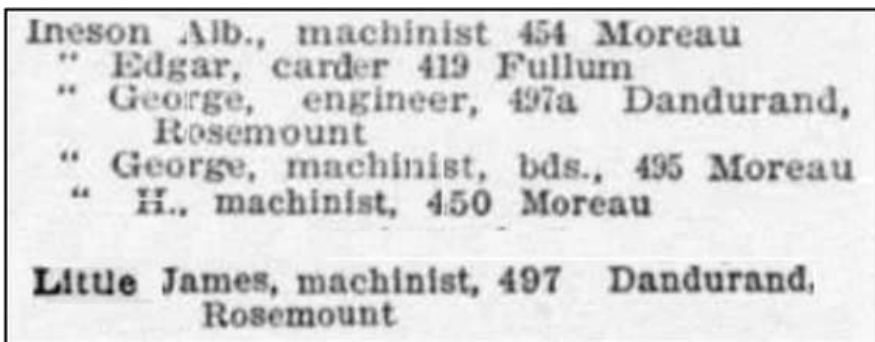 Ineson Alb., machinist 454 Moreau
" Edgar, carder 419 Fullum
" George, engineer, 497a Dandurand,
Rosemount
" George, machinist, bds., 495 Moreau
" H., machinist, 450 Moreau
Little James, machinist, 497 Dandurand,
Rosemount